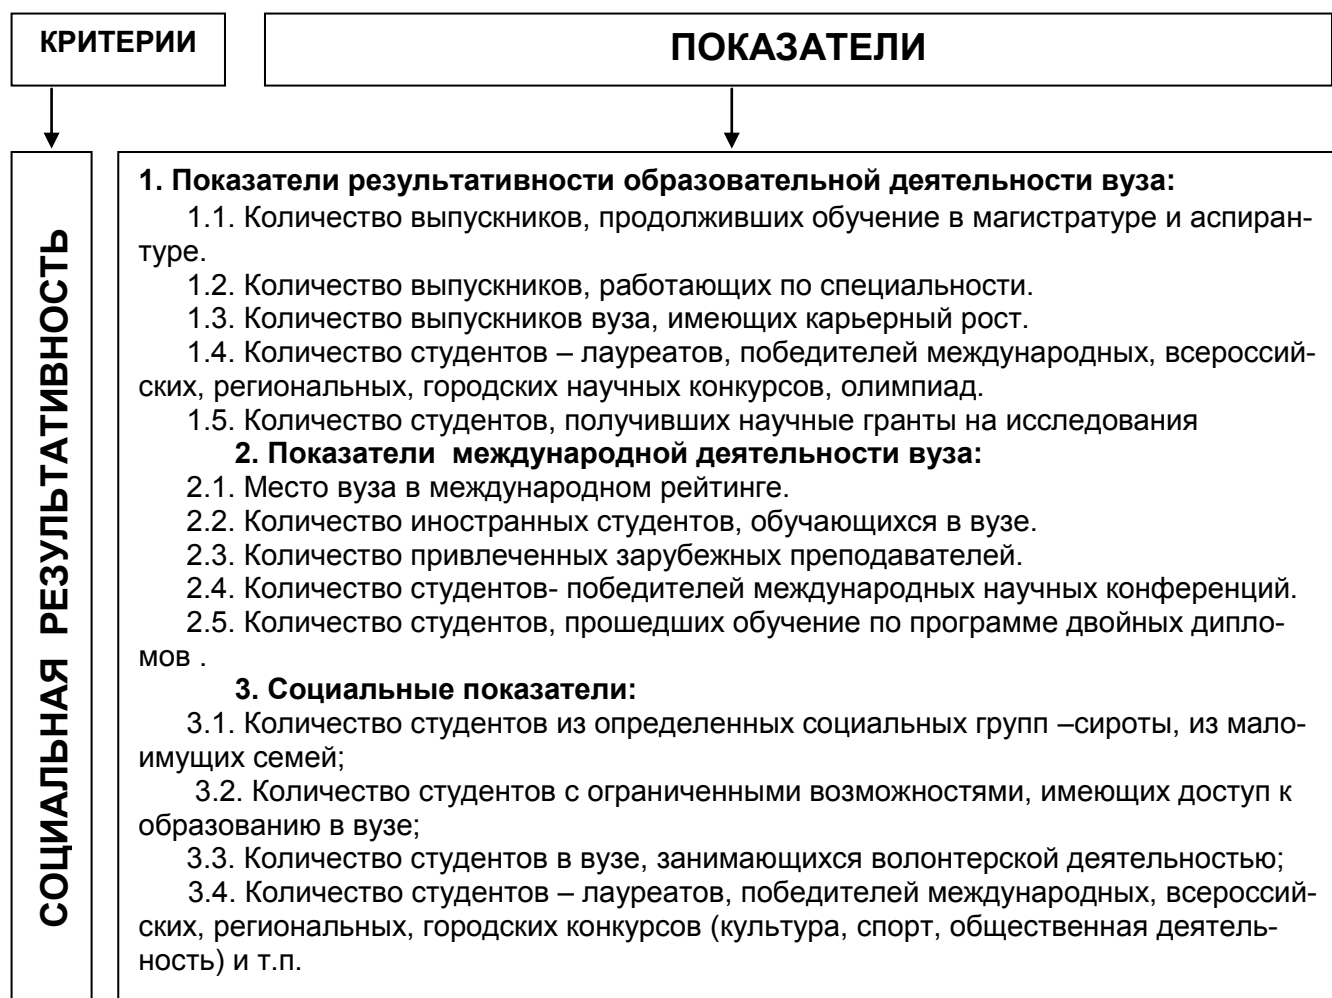 КРИТЕРИИ
ПОКАЗАТЕЛИ
СОЦИАЛЬНАЯ РЕЗУЛЬТАТИВНОСТЬ
1. Показатели результативности образовательной деятельности вуза:
1.1. Количество выпускников, продолживших обучение в магистратуре и аспиран-
туре.
1.2. Количество выпускников, работающих по специальности.
1.3. Количество выпускников вуза, имеющих карьерный рост.
1.4. Количество студентов – лауреатов, победителей международных, всероссий-
ских, региональных, городских научных конкурсов, олимпиад.
1.5. Количество студентов, получивших научные гранты на исследования
2. Показатели международной деятельности вуза:
2.1. Место вуза в международном рейтинге.
2.2. Количество иностранных студентов, обучающихся в вузе.
2.3. Количество привлеченных зарубежных преподавателей.
2.4. Количество студентов- победителей международных научных конференций.
2.5. Количество студентов, прошедших обучение по программе двойных дипло-
мов .
3. Социальные показатели:
3.1. Количество студентов из определенных социальных групп –сироты, из мало-
имущих семей;
3.2. Количество студентов с ограниченными возможностями, имеющих доступ к
образованию в вузе;
3.3. Количество студентов в вузе, занимающихся волонтерской деятельностью;
3.4. Количество студентов – лауреатов, победителей международных, всероссий-
ских, региональных, городских конкурсов (культура, спорт, общественная деятель-
ность) и т.п.